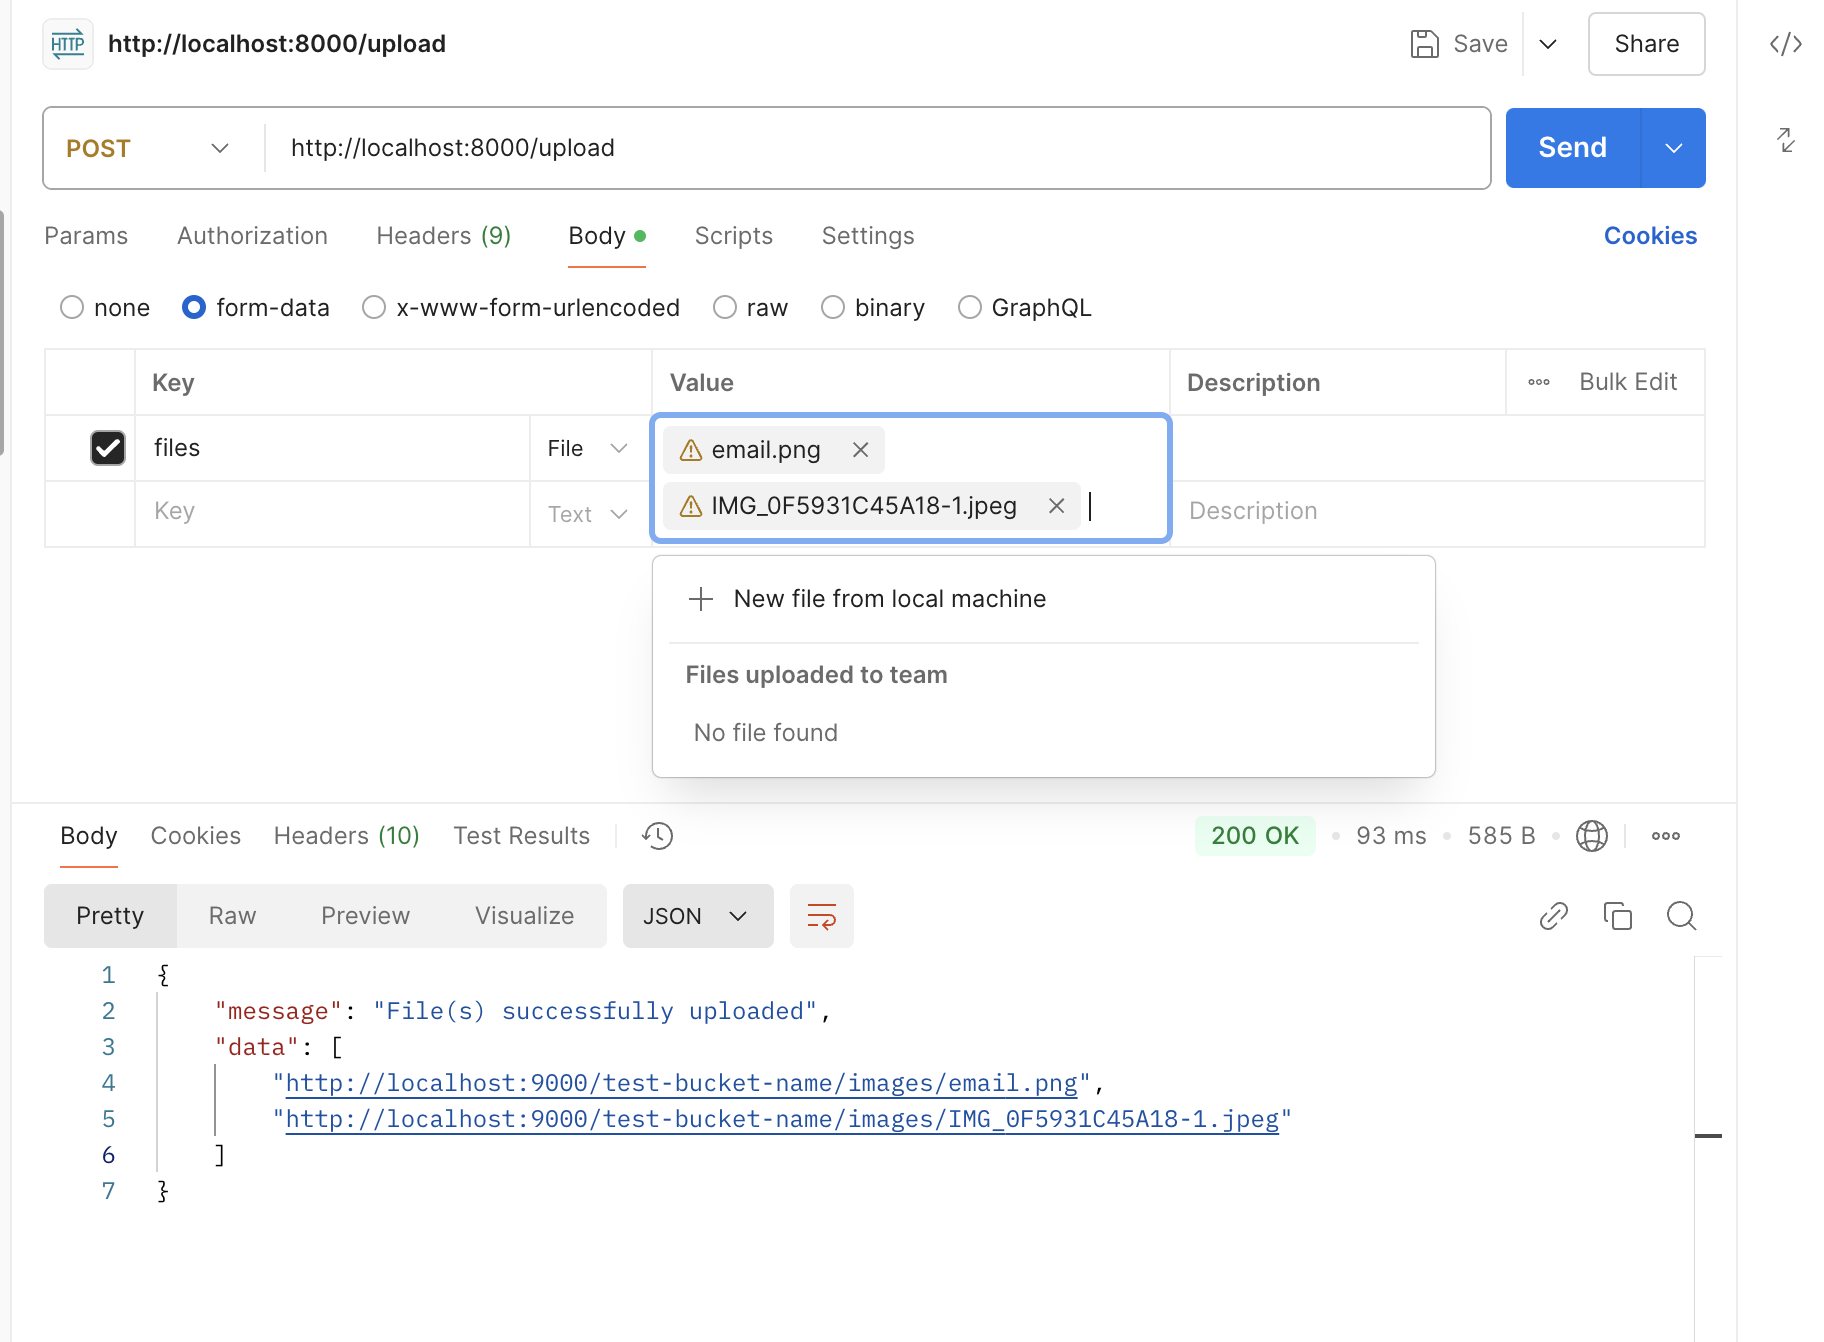 HTTP http://localhost:8000/upload Save Share
POST http://localhost:8000/upload Send
Params Authorization Headers (9) Body Scripts Settings Cookies
none form-data x-www-form-urlencoded raw binary GraphQL
Key Value Description Bulk Edit
files File email.png
IMG_0F5931C45A18-1.jpeg
Key Text Description
New file from local machine
Files uploaded to team
No file found
Body Cookies Headers (10) Test Results 200 OK 93 ms 585 B
Pretty Raw Preview Visualize JSON
1 {
2 "message": "File(s) successfully uploaded",
3 "data": [
4 "http://localhost:9000/test-bucket-name/images/email.png",
5 "http://localhost:9000/test-bucket-name/images/IMG_0F5931C45A18-1.jpeg"
6 ]
7 }